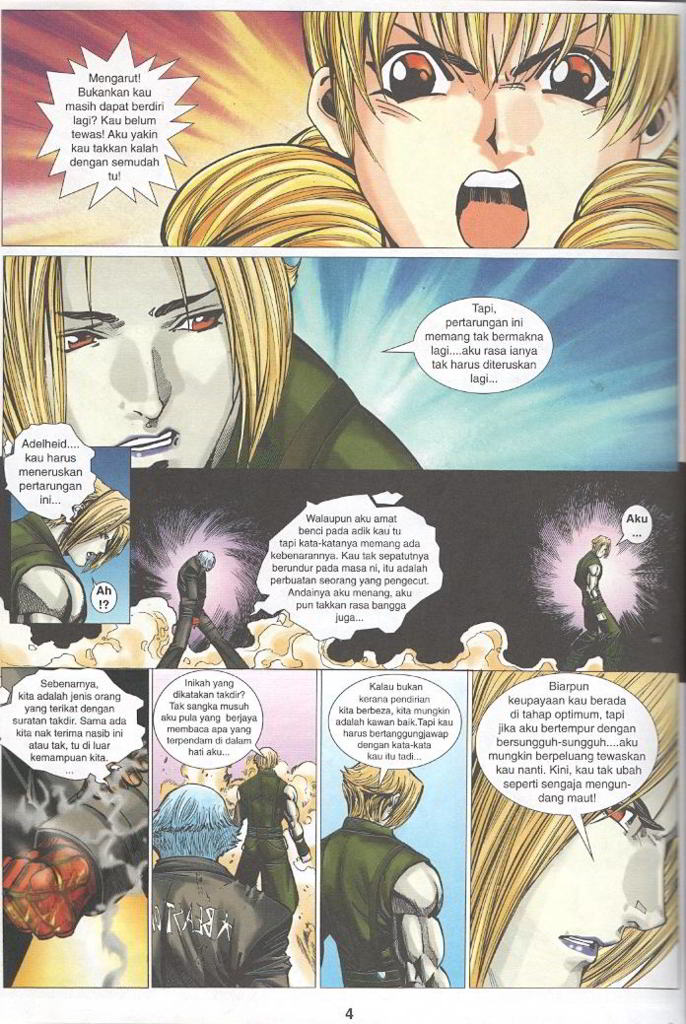 Mengarut!
Bukankan kau
masih dapat berdiri
lagi? Kau belum
tewas! Aku yakin
kau takkan kalah
dengan semudah
tu!
Tapi,
pertarungan ini
memang tak bermakna
lagi....aku rasa ianya
tak harus diteruskan
lagi...
Adelheid....
kau harus
meneruskan
pertarungan
ini...
Ah
!?
Walaupun aku amat
benci pada adik kau tu
tapi kata-katanya memang ada
kebenarannya. Kau tak sepatutnya
berundur pada masa ni, itu adalah
perbuatan seorang yang pengecut.
Andainya aku menang, aku
pun takkan rasa bangga
juga...
Aku
...
Sebenarnya,
kita adalah jenis orang
yang terikat dengan
suratan takdir. Sama ada
kita nak terima nasib ini
atau tak, tu di luar
kemampuan kita.
...
Inikah yang
dikatakan takdir?
Tak sangka musuh
aku pula yang berjaya
membaca apa yang
terpendam di dalam
hati aku...
Kalau bukan
kerana pendirian
kita berbeza, kita mungkin
adalah kawan baik.Tapi kau
harus bertanggungjawap
dengan kata-kata
kau itu tadi...
Biarpun
keupayaan kau berada
di tahap optimum, tapi
jika aku bertempur dengan
bersungguh-sungguh....aku
mungkin berpeluang tewaskan
kau nanti. Kini, kau tak ubah
seperti sengaja mengun-
dang maut!
4